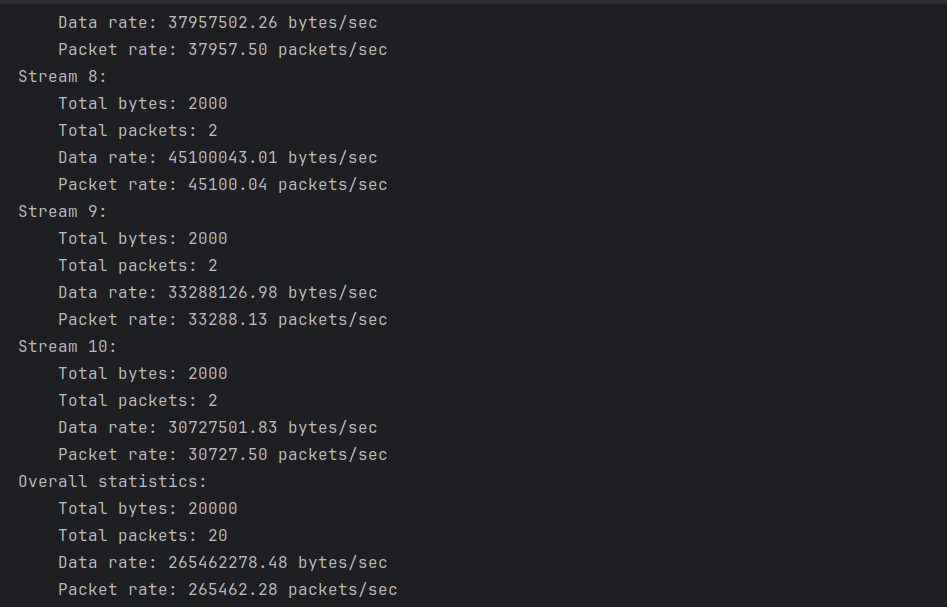 Data rate: 37957502.26 bytes/sec
Packet rate: 37957.50 packets/sec
Stream 8:
Total bytes: 2000
Total packets: 2
Data rate: 45100043.01 bytes/sec
Packet rate: 45100.04 packets/sec
Stream 9:
Total bytes: 2000
Total packets: 2
Data rate: 33288126.98 bytes/sec
Packet rate: 33288.13 packets/sec
Stream 10:
Total bytes: 2000
Total packets: 2
Data rate: 30727501.83 bytes/sec
Packet rate: 30727.50 packets/sec
Overall statistics:
Total bytes: 20000
Total packets: 20
Data rate: 265462278.48 bytes/sec
Packet rate: 265462.28 packets/sec